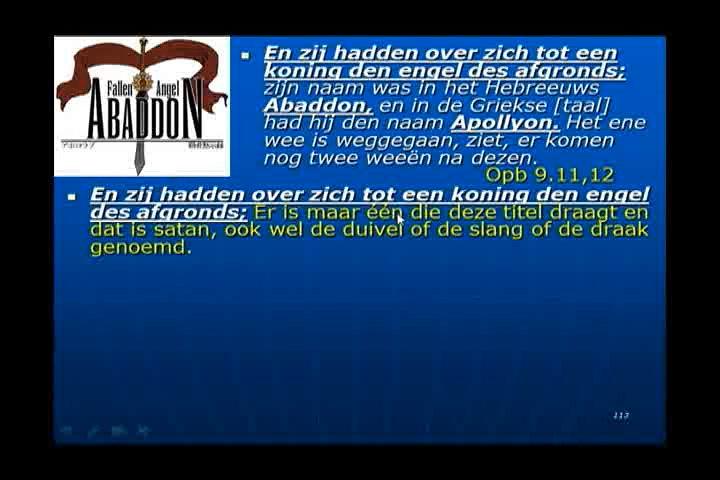 Fallen Angel
ABADDON
En zij hadden over zich tot een
koning den engel des afgronds;
zijn naam was in het Hebreeuws
Abaddon, en in de Griekse [taal]
had hij den naam Apollyon. Het ene
wee is weggegaan, ziet, er komen
nog twee weeën na dezen.
Opb 9.11,12
En zij hadden over zich tot een koning den engel
des afgronds; Er is maar één die deze titel draagt en
dat is satan, ook wel de duivel of de slang of de draak
genoemd.
113